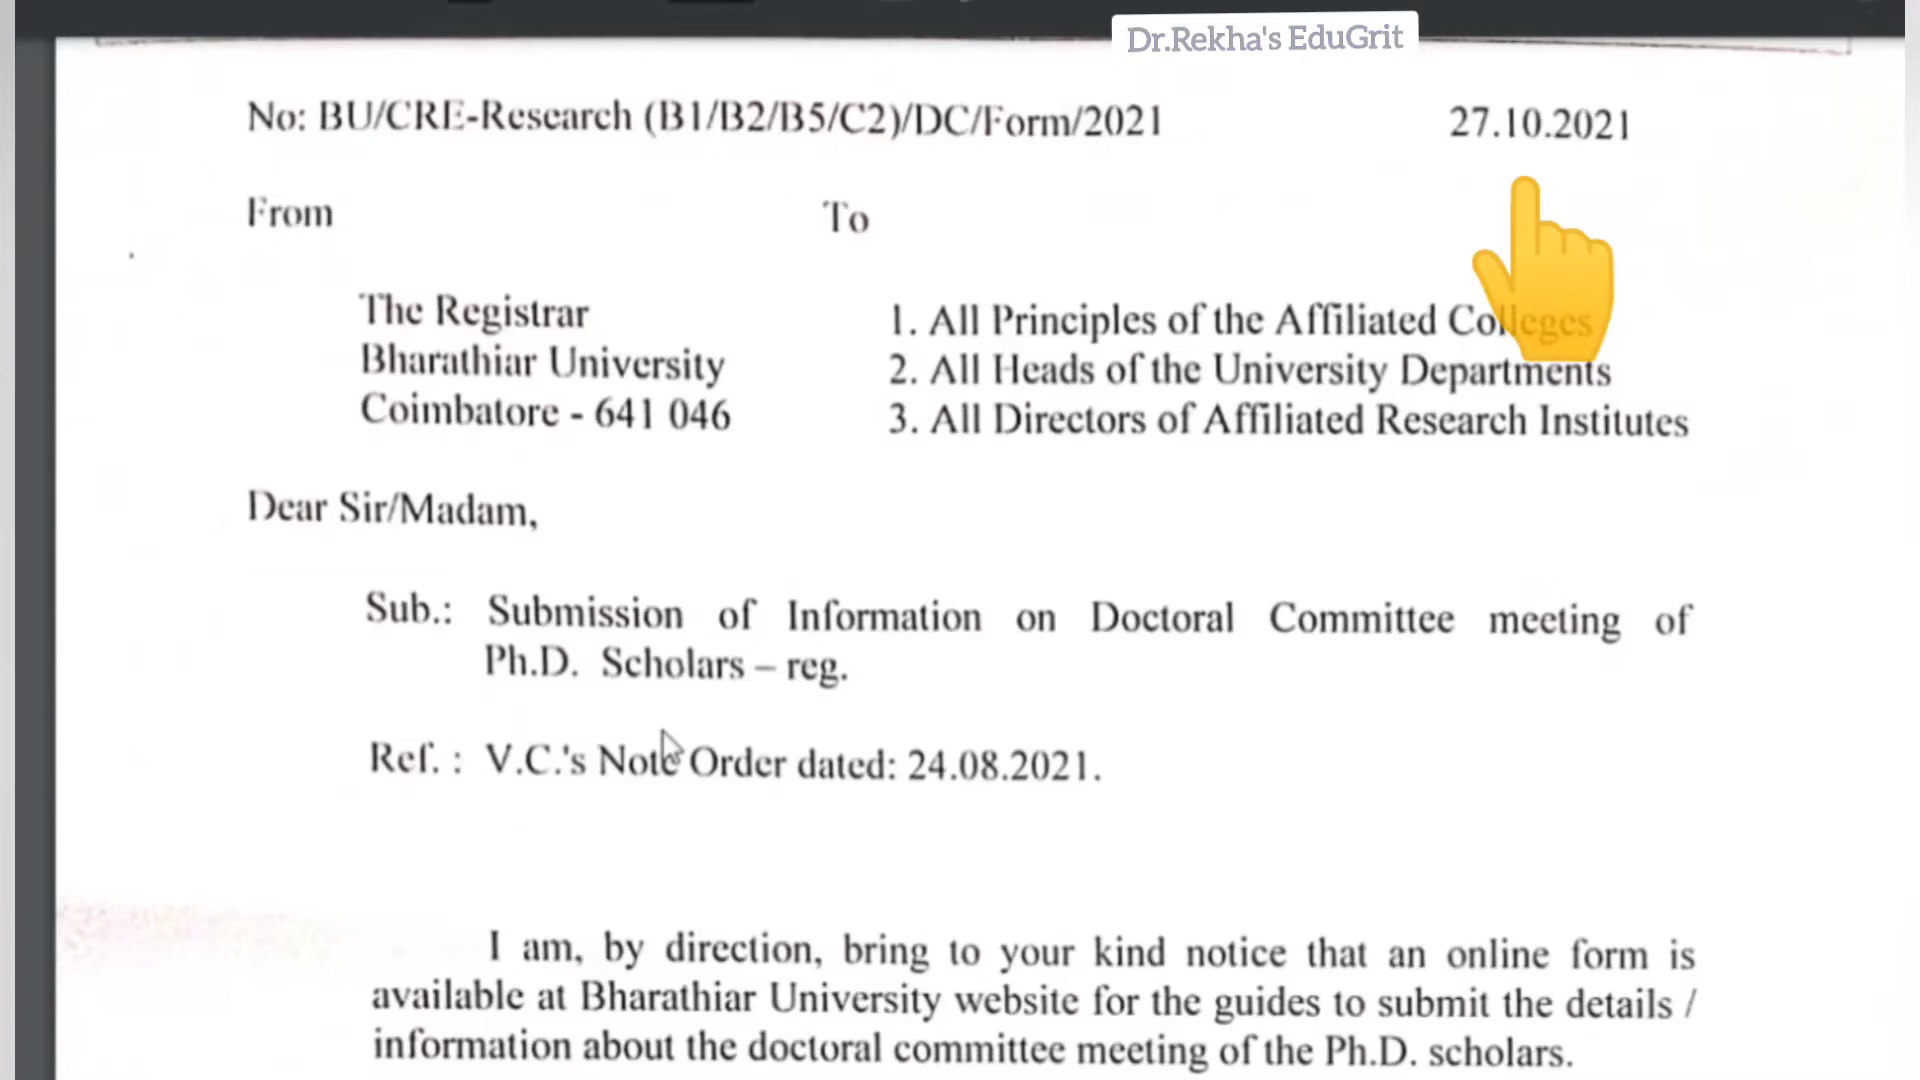 Dr.Rekha's EduGrit
No: BU/CRE-Research (B1/B2/B5/C2)/DC/Form/2021 27.10.2021
From To
The Registrar
Bharathiar University
Coimbatore - 641 046
1. All Principles of the Affiliated Colleges
2. All Heads of the University Departments
3. All Directors of Affiliated Research Institutes
Dear Sir/Madam,
Sub.: Submission of Information on Doctoral Committee meeting of
Ph.D. Scholars – reg.
Ref. : V.C.'s Note Order dated: 24.08.2021.
I am, by direction, bring to your kind notice that an online form is
available at Bharathiar University website for the guides to submit the details /
information about the doctoral committee meeting of the Ph.D. scholars.